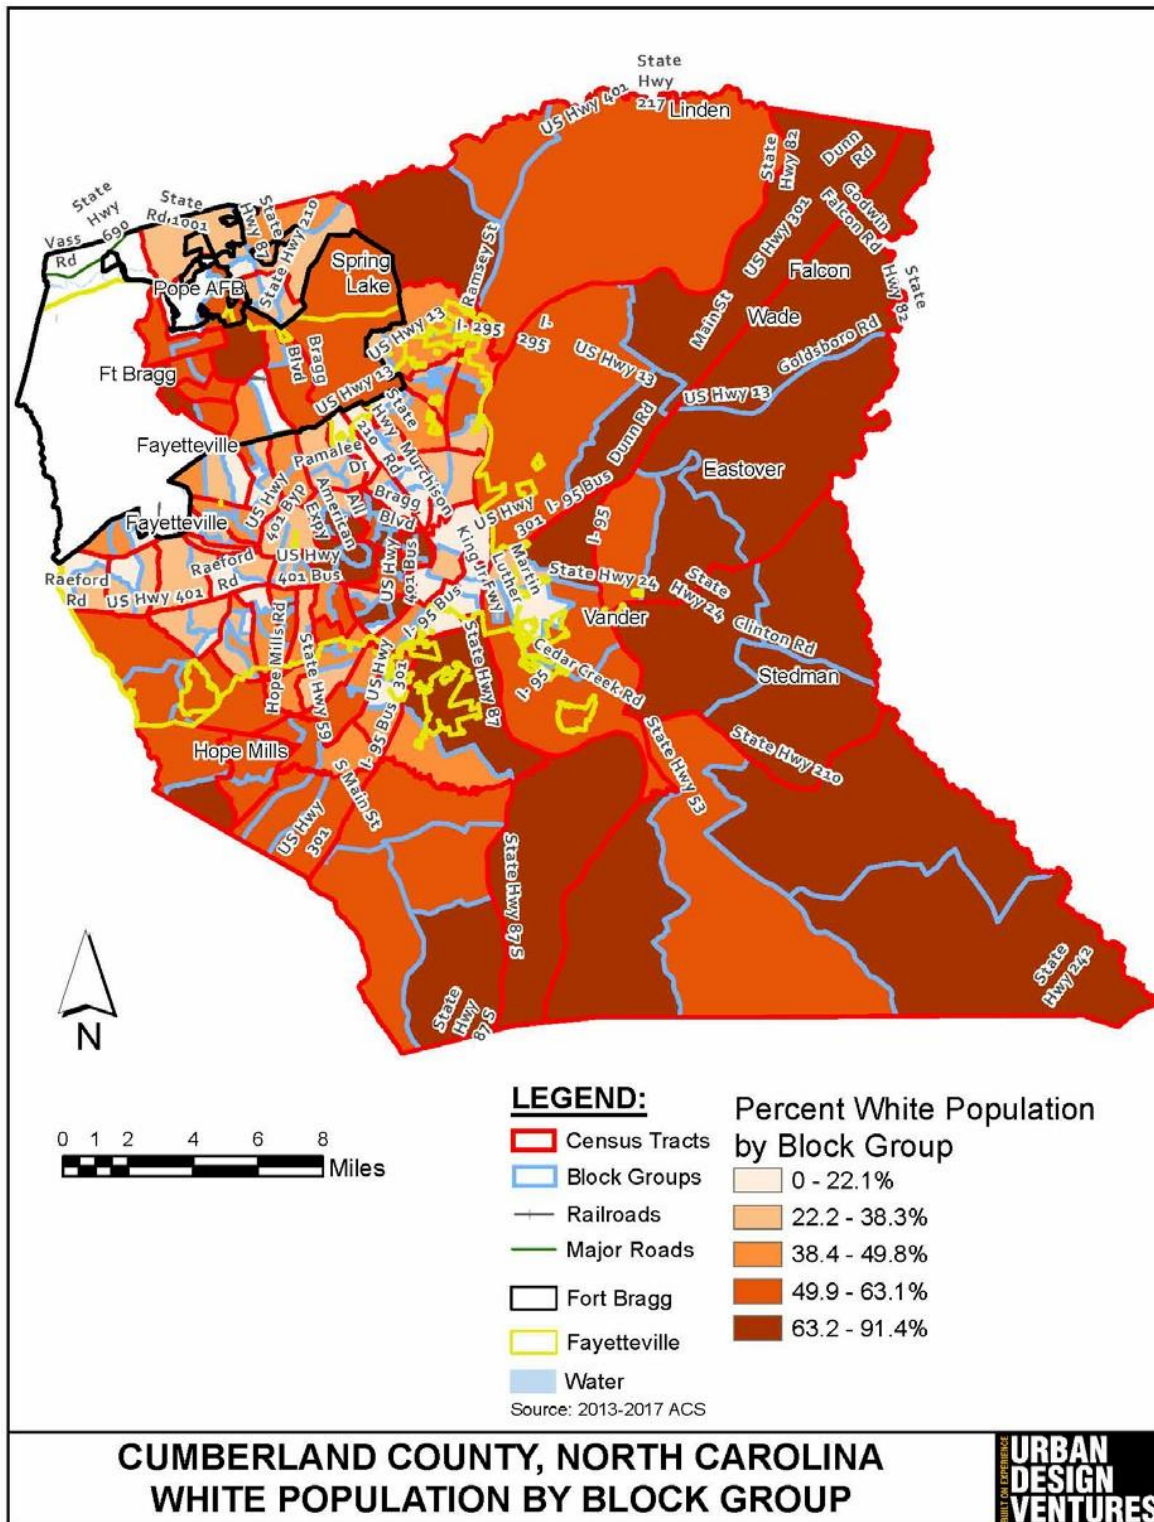 State
Hwy
217
US Hwy 401
Linden
State
Hwy 82
Dunn
Rd
Godwin
Falcon Rd
US Hwy 301
State
Hwy 690
Vass
Rd
State
Rd 1001
State
Hwy 87
State Hwy 210
Spring
Lake
Pope AFB
Ramsey St
Falcon
State
Hwy 82
Main St
Wade
Goldsboro Rd
US Hwy 13
I- 295
I-
295
US Hwy 13
Bragg
Blvd
Ft Bragg
US Hwy 13
US Hwy 13
Dunn Rd
Fayetteville
Pamalee
Dr
State
Hwy
210
Murchison
Rd
Eastover
US Hwy
401 Byp
All
American
Expy
Bragg
Blvd
US Hwy
301
I- 95 Bus
I- 95
Fayetteville
Raeford
Rd
US Hwy 401
Raeford
Rd
US Hwy
401 Bus
US Hwy
401 Bus
Martin
Luther
King Jr Fwy
State Hwy 24
State
Hwy 24
Clinton Rd
Vander
Stedman
I- 95 Bus
Hope Mills Rd
State Hwy 59
US Hwy
301
State Hwy 87
Cedar Creek Rd
I- 95
Hope Mills
I- 95 Bus
S Main St
State Hwy 53
State Hwy 210
US Hwy
301
State Hwy 87 S
State
Hwy
87 S
State
Hwy 242
N
0 1 2 4 6 8
Miles
LEGEND:
Census Tracts
Block Groups
Railroads
Major Roads
Fort Bragg
Fayetteville
Water
Source: 2013-2017 ACS
Percent White Population
by Block Group
0 - 22.1%
22.2 - 38.3%
38.4 - 49.8%
49.9 - 63.1%
63.2 - 91.4%
CUMBERLAND COUNTY, NORTH CAROLINA
WHITE POPULATION BY BLOCK GROUP
BUILT ON EXPERIENCE
URBAN
DESIGN
VENTURES